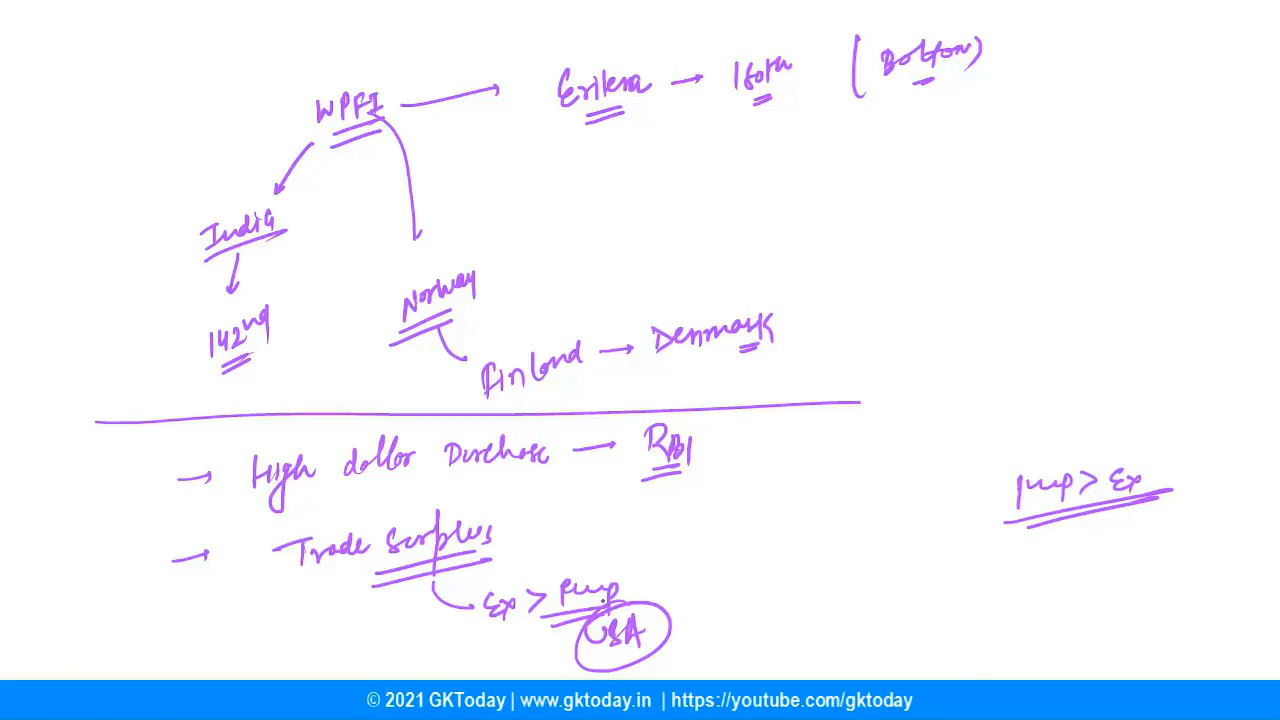 WPFI → Eritera → 180th (Bottom)
India
142nd
Norway
Finland → Denmark
→ High dollar Purchase → RBI
→ Trade Surplus
Imp > Ex
Ex > Imp
USA
© 2021 GKToday | www.gktoday.in | https://youtube.com/gktoday